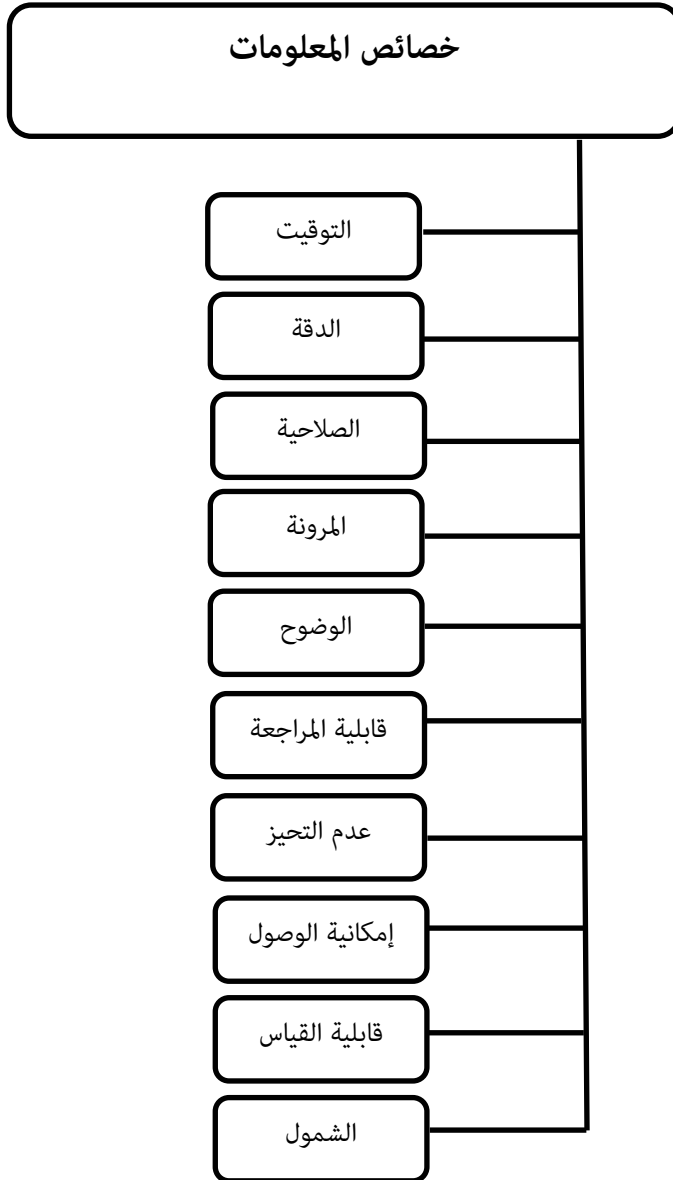 خصائص المعلومات
التوقيت
الدقة
الصلاحية
المرونة
الوضوح
قابلية المراجعة
عدم التحيز
إمكانية الوصول
قابلية القياس
الشمول